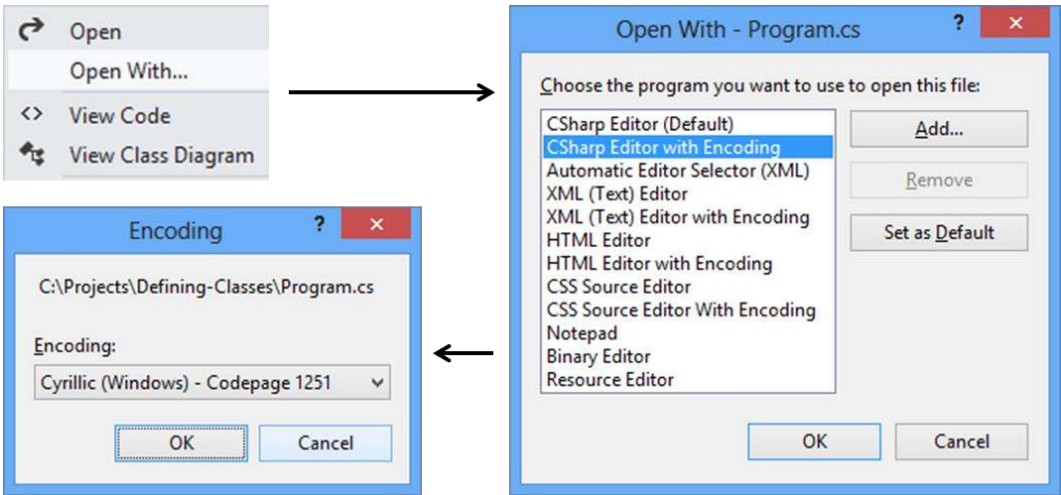 Open
Open With...
View Code
View Class Diagram
Open With - Program.cs
?
×
Choose the program you want to use to open this file:
CSharp Editor (Default)
CSharp Editor with Encoding
Automatic Editor Selector (XML)
XML (Text) Editor
XML (Text) Editor with Encoding
HTML Editor
HTML Editor with Encoding
CSS Source Editor
CSS Source Editor With Encoding
Notepad
Binary Editor
Resource Editor
Add...
Remove
Set as Default
OK
Cancel
Encoding
?
×
C:\Projects\Defining-Classes\Program.cs
Encoding:
Cyrillic (Windows) - Codepage 1251
OK
Cancel